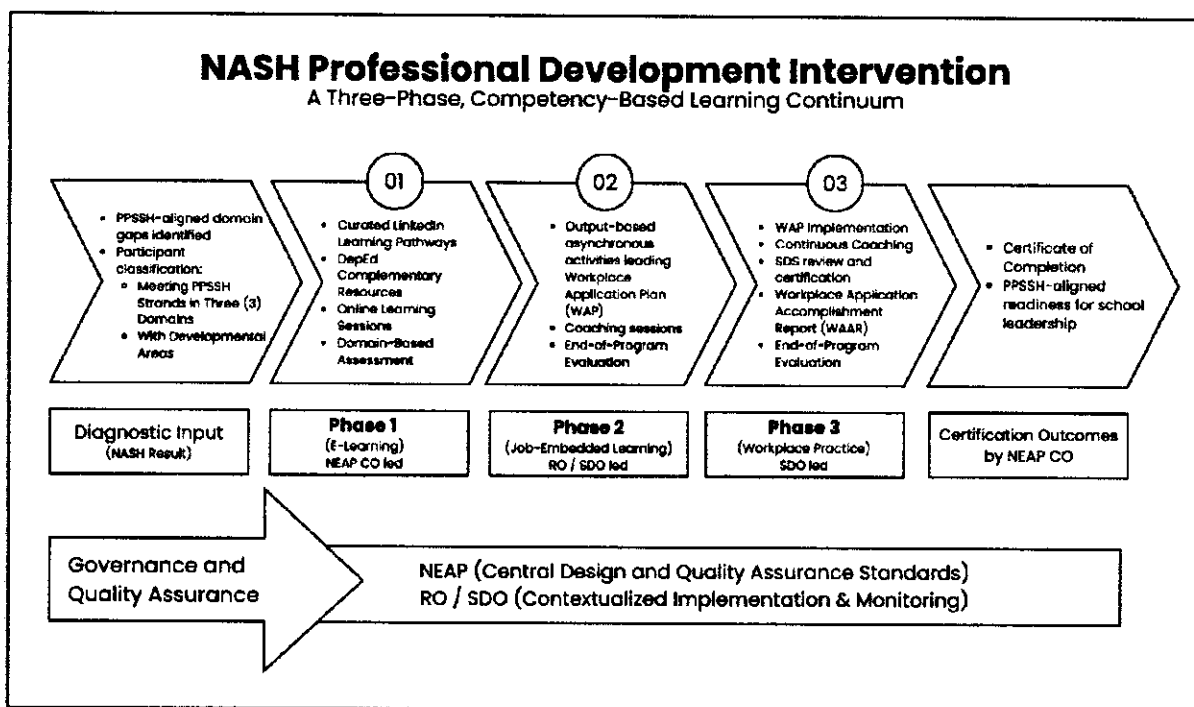 NASH Professional Development Intervention
A Three-Phase, Competency-Based Learning Continuum
• PPSSH-aligned domain
gaps identified
• Participant
classification:
• Meeting PPSSH
Strands in Three (3)
Domains
• With Developmental
Areas
01
• Curated LinkedIn
Learning Pathways
• DepEd
Complementary
Resources
• Online Learning
Sessions
• Domain-Based
Assessment
02
• Output-based
asynchronous
activities leading
Workplace
Application Plan
(WAP)
• Coaching sessions
• End-of-Program
Evaluation
03
• WAP Implementation
• Continuous Coaching
• SDS review and
certification
• Workplace Application
Accomplishment
Report (WAAR)
• End-of-Program
Evaluation
• Certificate of
Completion
• PPSSH-aligned
readiness for school
leadership
Diagnostic Input
(NASH Result)
Phase 1
(E-Learning)
NEAP CO led
Phase 2
(Job-Embedded Learning)
RO / SDO led
Phase 3
(Workplace Practice)
SDO led
Certification Outcomes
by NEAP CO
Governance and
Quality Assurance
NEAP (Central Design and Quality Assurance Standards)
RO / SDO (Contextualized Implementation & Monitoring)